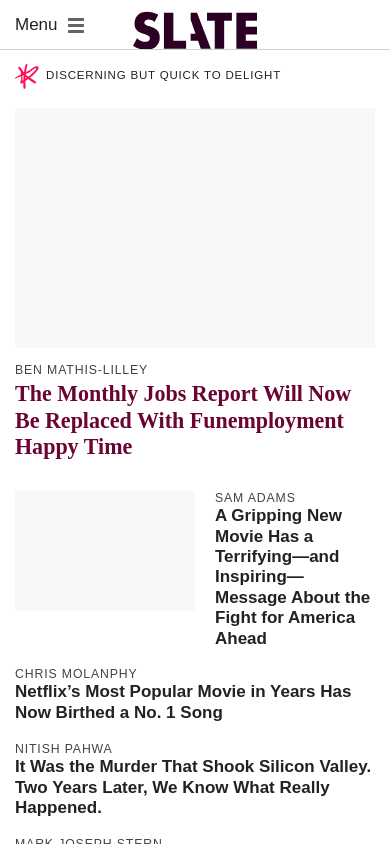 Menu
SLATE
DISCERNING BUT QUICK TO DELIGHT
BEN MATHIS-LILLEY
The Monthly Jobs Report Will Now
Be Replaced With Funemployment
Happy Time
SAM ADAMS
A Gripping New
Movie Has a
Terrifying—and
Inspiring—
Message About the
Fight for America
Ahead
CHRIS MOLANPHY
Netflix’s Most Popular Movie in Years Has
Now Birthed a No. 1 Song
NITISH PAHWA
It Was the Murder That Shook Silicon Valley.
Two Years Later, We Know What Really
Happened.
MARK JOSEPH STERN